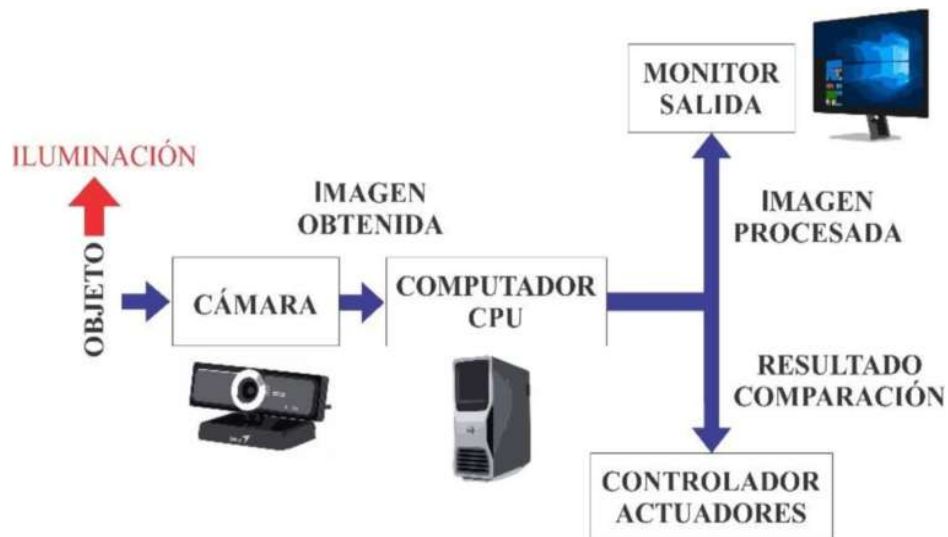 MONITOR
SALIDA
ILUMINACIÓN
IMAGEN
OBTENIDA
IMAGEN
PROCESADA
OBJETO
CÁMARA
COMPUTADOR
CPU
RESULTADO
COMPARACIÓN
CONTROLADOR
ACTUADORES